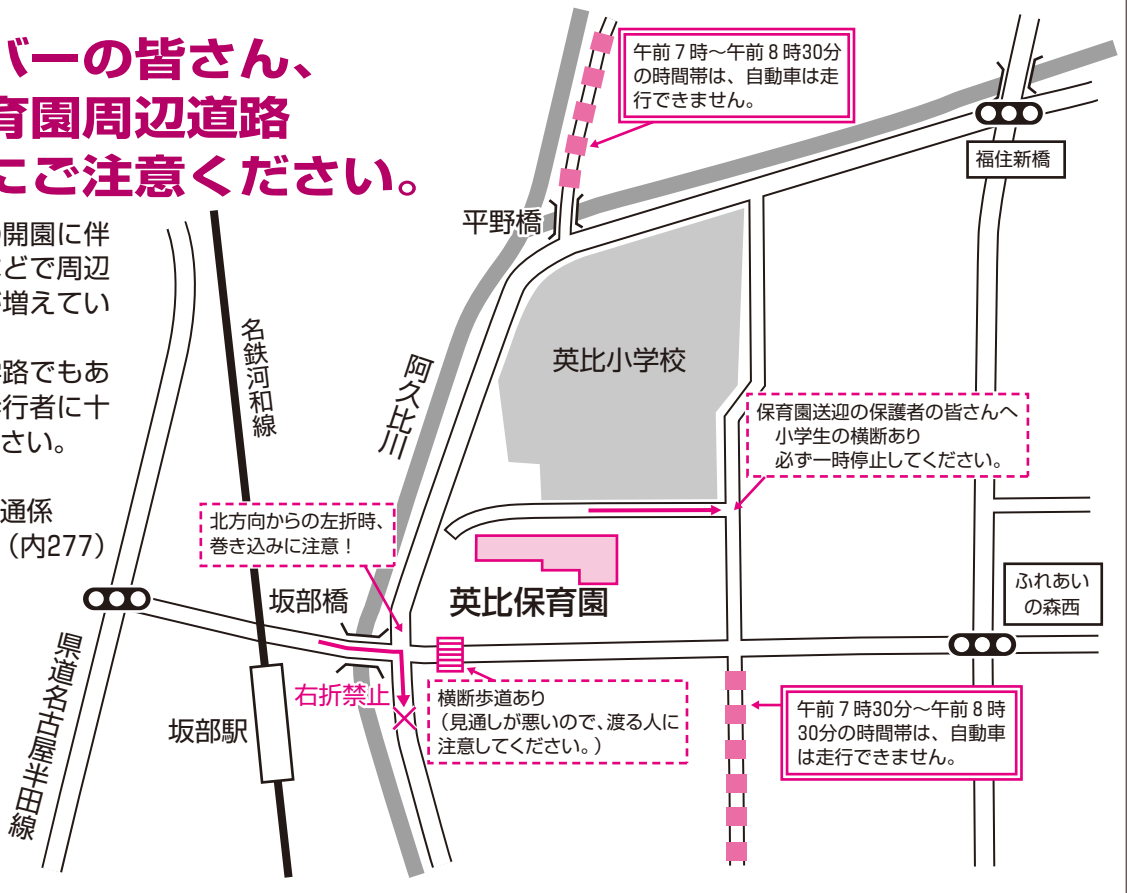 バーの皆さん、
育園周辺道路
にご注意ください。
開園に伴
どで周辺
増えてい
路でもあ
行者に十
さい。
通係
（内277）
午前７時～午前８時30分
の時間帯は、自動車は走
行できません。
福住新橋
平野橋
名鉄河和線
阿久比川
英比小学校
保育園送迎の保護者の皆さんへ
小学生の横断あり
必ず一時停止してください。
北方向からの左折時、
巻き込みに注意！
坂部橋
英比保育園
ふれあい
の森西
県道名古屋半田線
坂部駅
右折禁止
横断歩道あり
（見通しが悪いので、渡る人に
注意してください。）
午前７時30分～午前８時
30分の時間帯は、自動車
は走行できません。